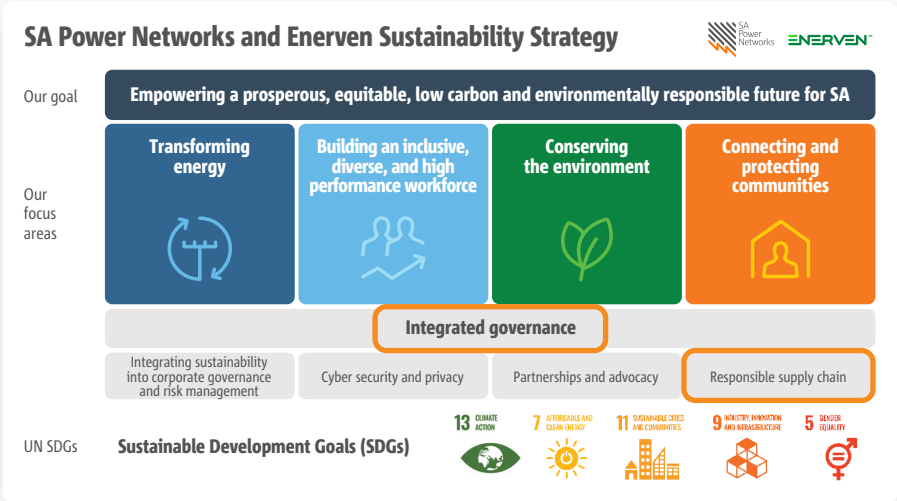 SA Power Networks and Enerven Sustainability Strategy
SA
Power
Networks
ENERVEN™
Our goal
Empowering a prosperous, equitable, low carbon and environmentally responsible future for SA
Our
focus
areas
Transforming
energy
Building an inclusive,
diverse, and high
performance workforce
Conserving
the environment
Connecting and
protecting
communities
Integrated governance
Integrating sustainability
into corporate governance
and risk management
Cyber security and privacy
Partnerships and advocacy
Responsible supply chain
UN SDGs
Sustainable Development Goals (SDGs)
13 CLIMATE
ACTION
7 AFFORDABLE AND
CLEAN ENERGY
11 SUSTAINABLE CITIES
AND COMMUNITIES
9 INDUSTRY, INNOVATION
AND INFRASTRUCTURE
5 GENDER
EQUALITY